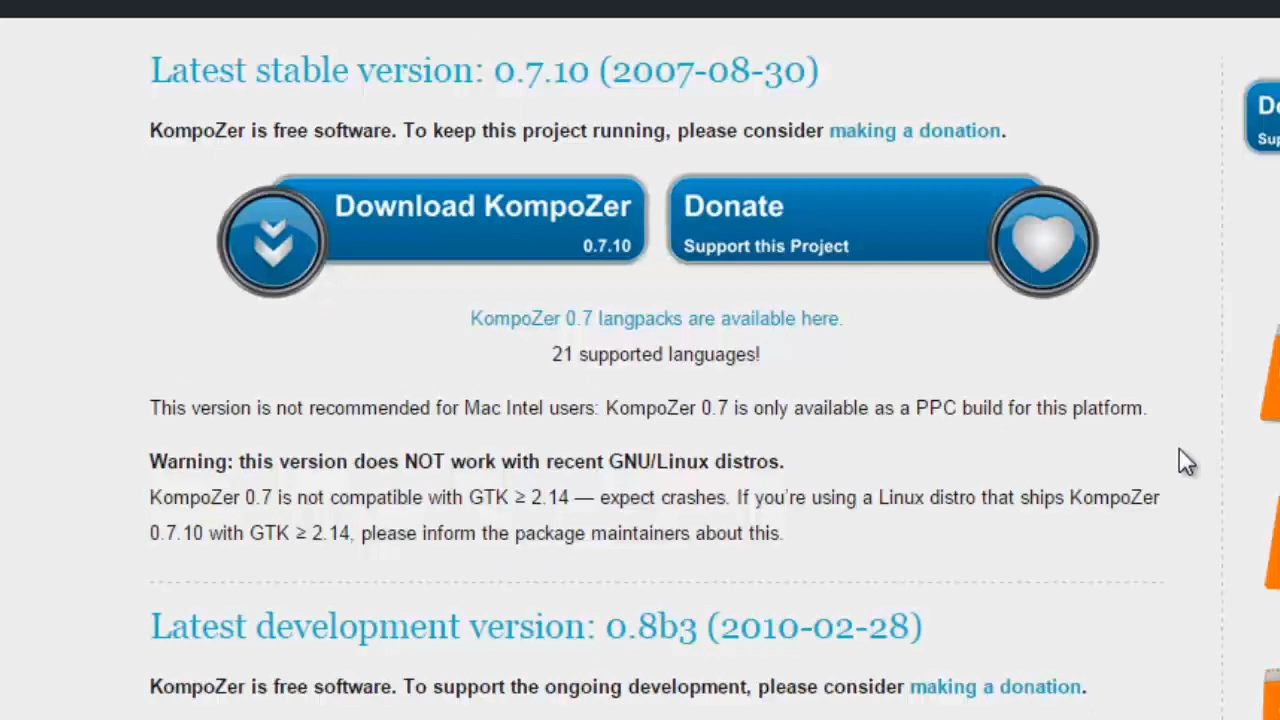 Latest stable version: 0.7.10 (2007-08-30)
KompoZer is free software. To keep this project running, please consider making a donation.
Download KompoZer
0.7.10
Donate
Support this Project
KompoZer 0.7 langpacks are available here.
21 supported languages!
This version is not recommended for Mac Intel users: KompoZer 0.7 is only available as a PPC build for this platform.
Warning: this version does NOT work with recent GNU/Linux distros.
KompoZer 0.7 is not compatible with GTK ≥ 2.14 — expect crashes. If you're using a Linux distro that ships KompoZer
0.7.10 with GTK ≥ 2.14, please inform the package maintainers about this.
Latest development version: 0.8b3 (2010-02-28)
KompoZer is free software. To support the ongoing development, please consider making a donation.